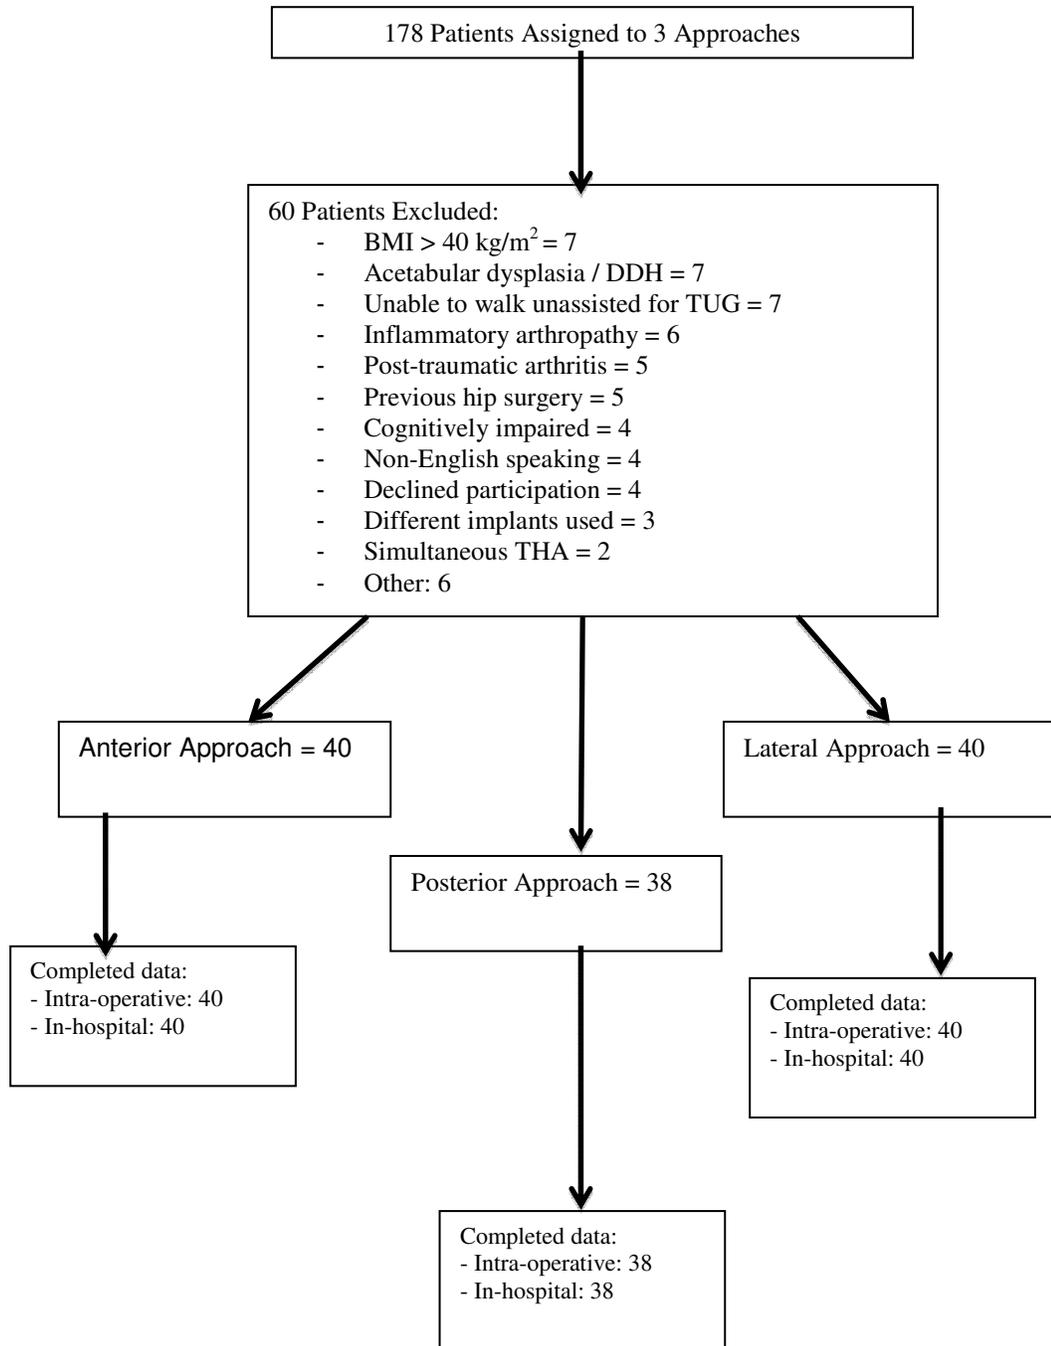 178 Patients Assigned to 3 Approaches
60 Patients Excluded:
- BMI > 40 kg/m² = 7
- Acetabular dysplasia / DDH = 7
- Unable to walk unassisted for TUG = 7
- Inflammatory arthropathy = 6
- Post-traumatic arthritis = 5
- Previous hip surgery = 5
- Cognitively impaired = 4
- Non-English speaking = 4
- Declined participation = 4
- Different implants used = 3
- Simultaneous THA = 2
- Other: 6
Anterior Approach = 40
Lateral Approach = 40
Posterior Approach = 38
Completed data:
- Intra-operative: 40
- In-hospital: 40
Completed data:
- Intra-operative: 40
- In-hospital: 40
Completed data:
- Intra-operative: 38
- In-hospital: 38